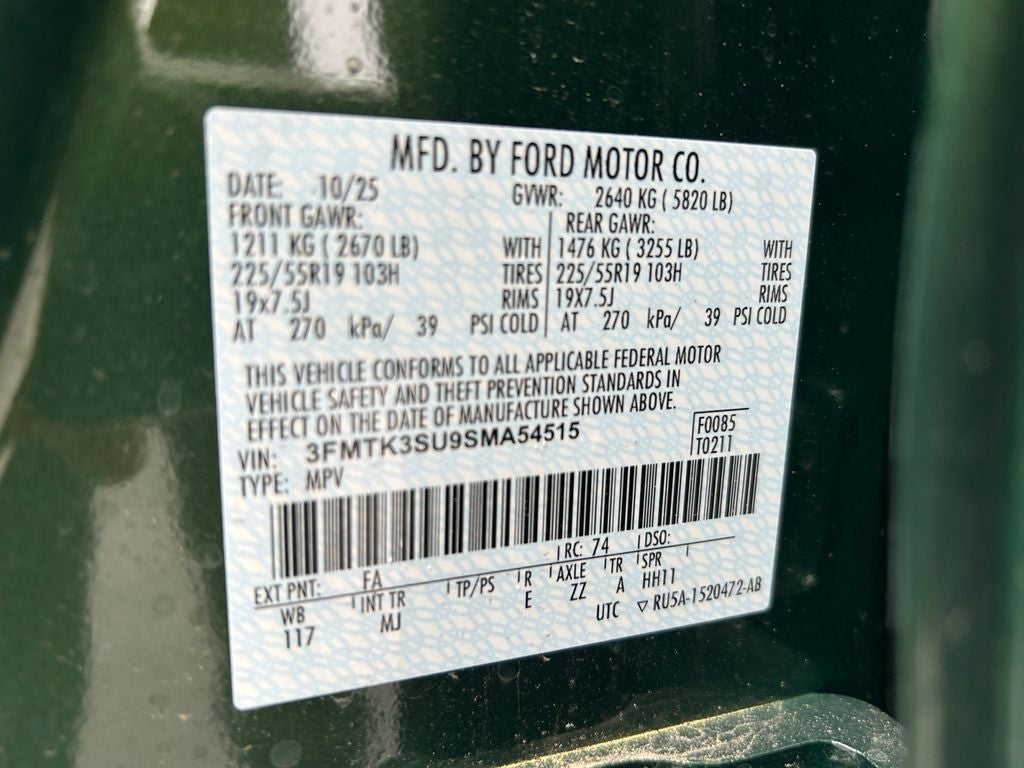 MFD. BY FORD MOTOR CO.
DATE: 10/25 GVWR: 2640 KG ( 5820 LB)
FRONT GAWR: REAR GAWR:
1211 KG ( 2670 LB) WITH 1476 KG ( 3255 LB) WITH
225/55R19 103H TIRES 225/55R19 103H TIRES
19x7.5J RIMS 19X7.5J RIMS
AT 270 kPa/ 39 PSI COLD AT 270 kPa/ 39 PSI COLD
THIS VEHICLE CONFORMS TO ALL APPLICABLE FEDERAL MOTOR
VEHICLE SAFETY AND THEFT PREVENTION STANDARDS IN
EFFECT ON THE DATE OF MANUFACTURE SHOWN ABOVE.
VIN: 3FMTK3SU9SMA54515 F0085
TYPE: MPV T0211
EXT PNT: FA RC: 74 DSO:
WB INT TR TP/PS R AXLE TR SPR
117 MJ E ZZ A HH11
UTC ▽ RU5A-1520472-AB